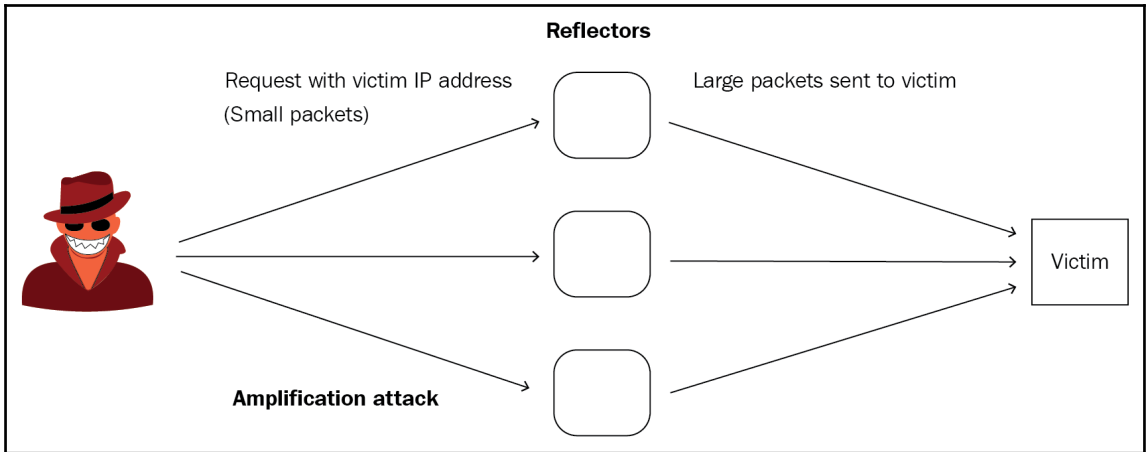 Reflectors
Request with victim IP address
(Small packets)
Large packets sent to victim
Victim
Amplification attack